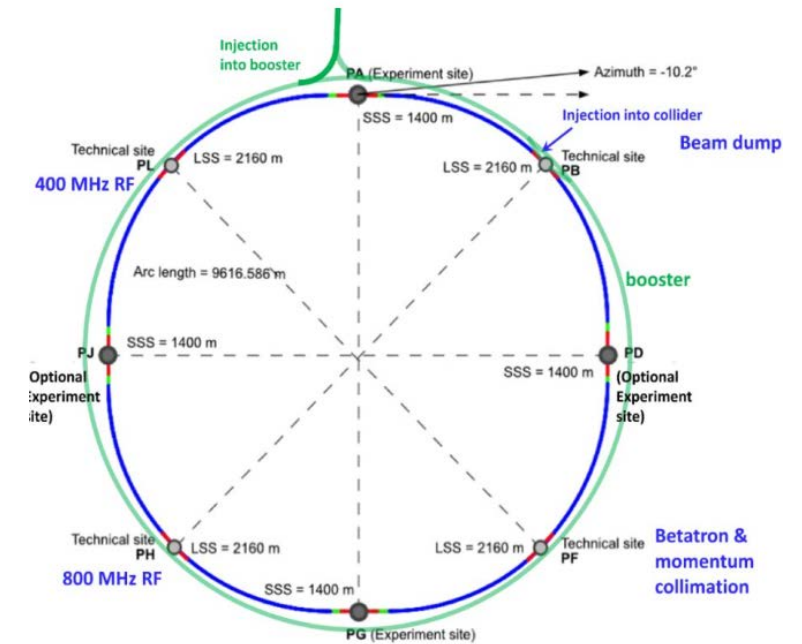 Injection
into booster
PA (Experiment site)
Azimuth = -10.2°
SSS = 1400 m
Injection into collider
Beam dump
Technical site
PL
LSS = 2160 m
400 MHz RF
LSS = 2160 m
Technical site
PB
Arc length = 9616.586 m
booster
PJ
SSS = 1400 m
Optional
xperiment
ite)
SSS = 1400 m
PD
(Optional
Experiment
site)
Technical site
PH
LSS = 2160 m
800 MHz RF
LSS = 2160 m
Technical site
PF
Betatron &
momentum
collimation
SSS = 1400 m
PG (Experiment site)